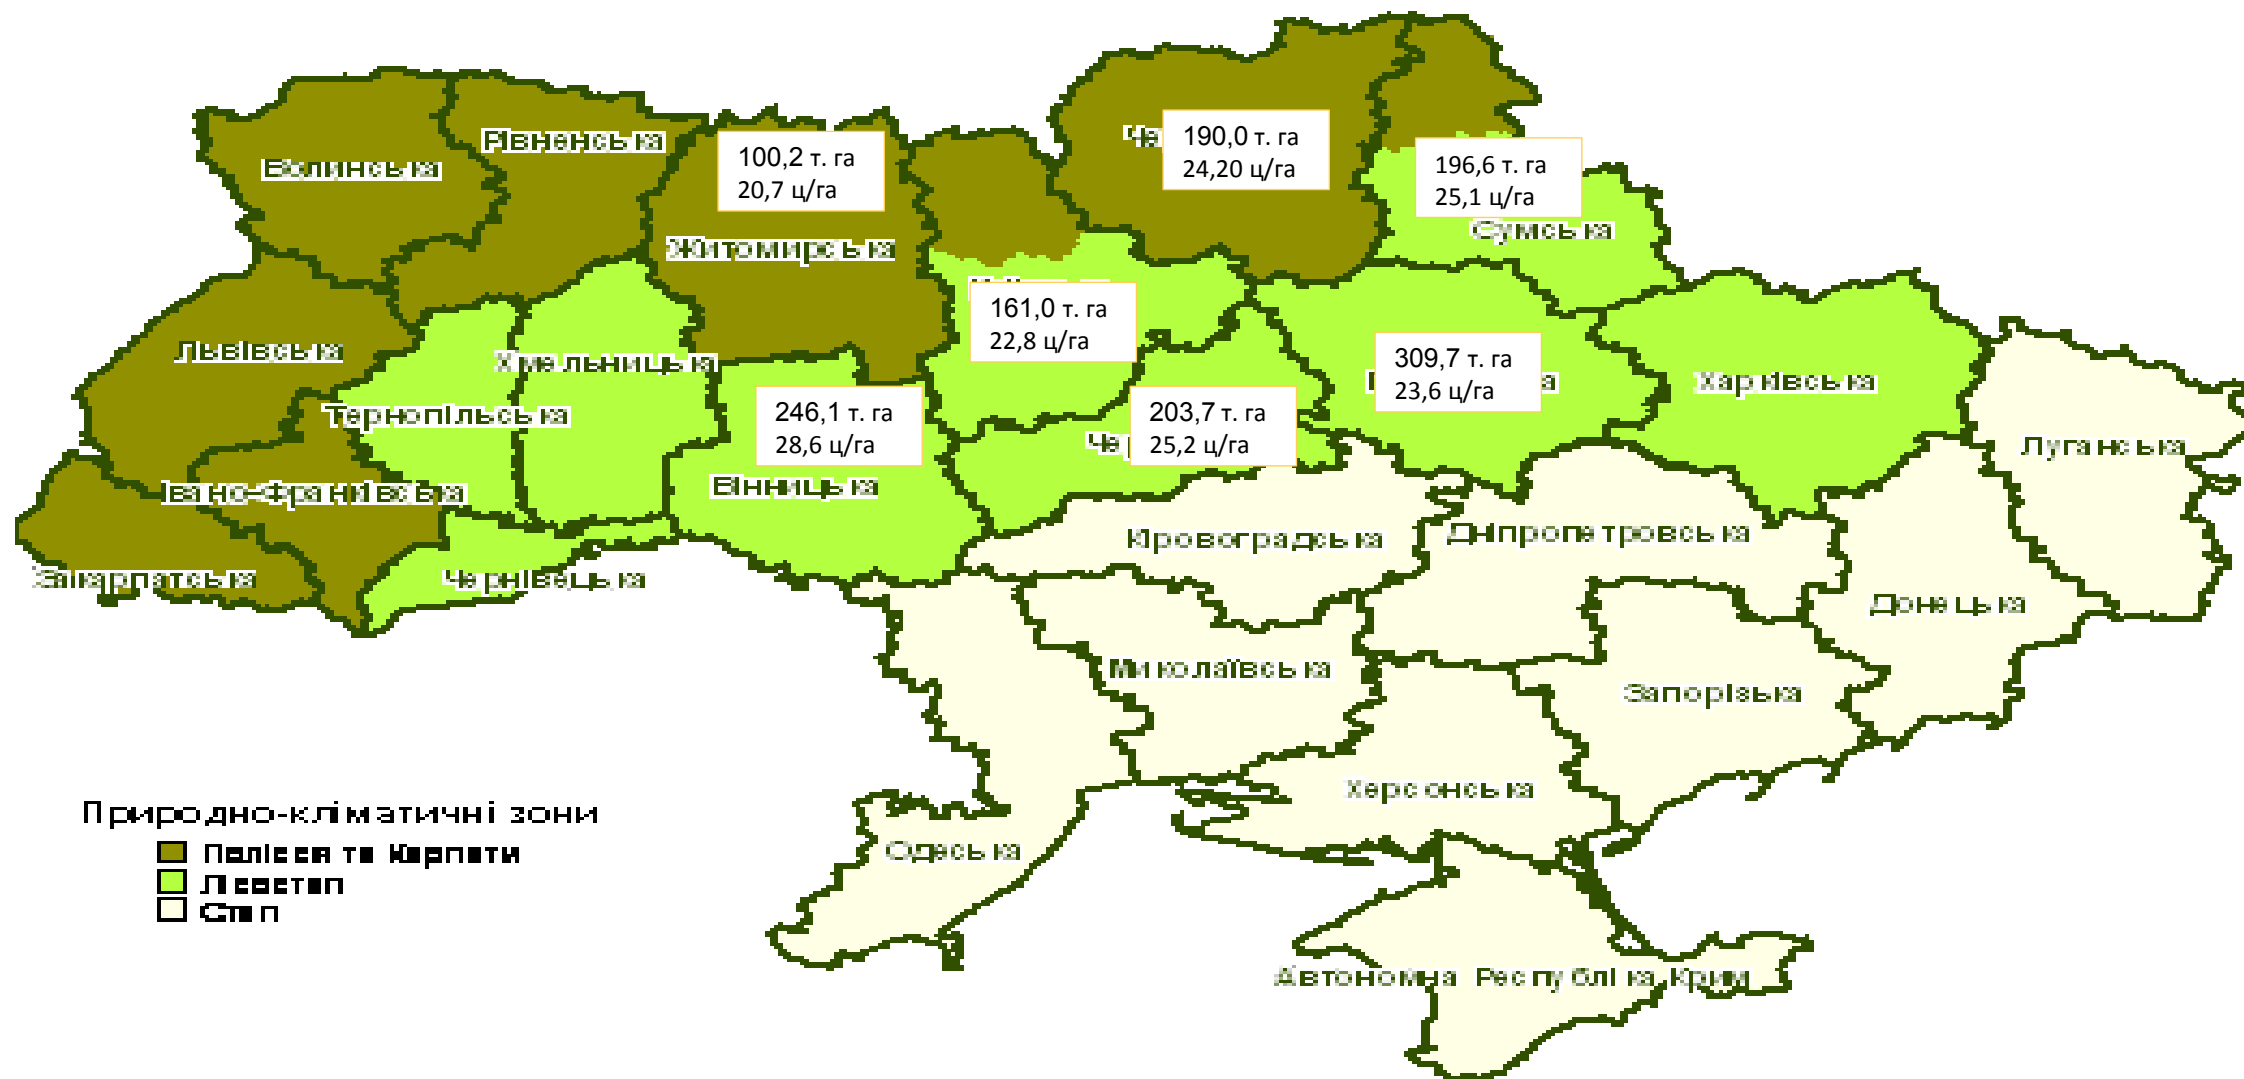 Рівненська
Волинська
100,2 т. га
20,7 ц/га
Че
190,0 т. га
24,20 ц/га
196,6 т. га
25,1 ц/га
Сумська
Житомирська
161,0 т. га
22,8 ц/га
Львівська
Хмельницька
309,7 т. га
23,6 ц/га
а
Харківська
Тернопільська
246,1 т. га
28,6 ц/га
Чер
203,7 т. га
25,2 ц/га
Луганська
Івано-Франківська
Вінницька
Кіровоградська
Дніпропетровська
Закарпатська
Чернівецька
Донецька
Миколаївська
Запорізька
Херсонська
Одеська
Автономна Республіка Крим
Природно-кліматичні зони
Полісся та Карпати
Лісостеп
Степ